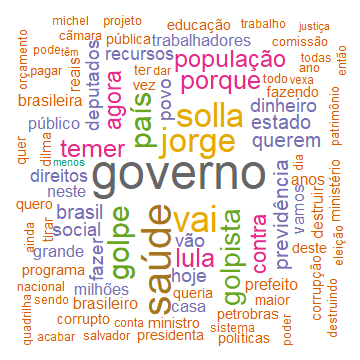 michel projeto
câmara educação trabalho justiça
orçamento pode têm pública trabalhadores comissão
pagar deputados recursos população todas ano
reais ter dar porque todo vexa
brasileira agora vez povo fazendo então
público país solla dinheiro patrimônio
quer dilma temer jorge estado querem
menos direitos governo previdência dia
neste anos ministério
quero brasil golpe saúde vai golpista contra vamos destruir
ainda tirar social vão lula deste eleição
grande fazer hoje
programa milhões queria prefeito corrupção destruindo
nacional sendo brasileiro casa maior
quadrilha corrupto conta ministro petrobras sistema poder
acabar salvador presidenta políticas